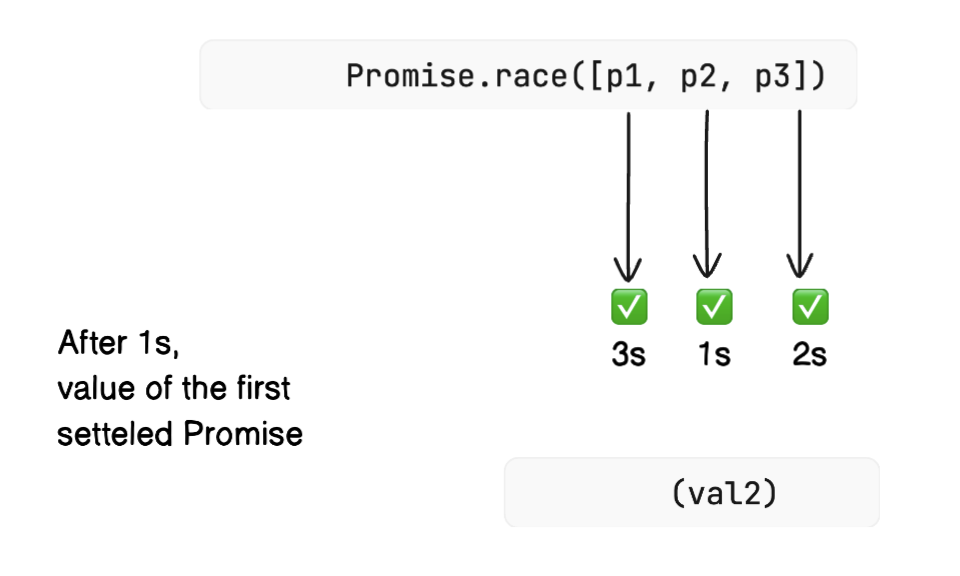 Promise.race([p1, p2, p3])
3s 1s 2s
After 1s,
value of the first
setteled Promise
(val2)